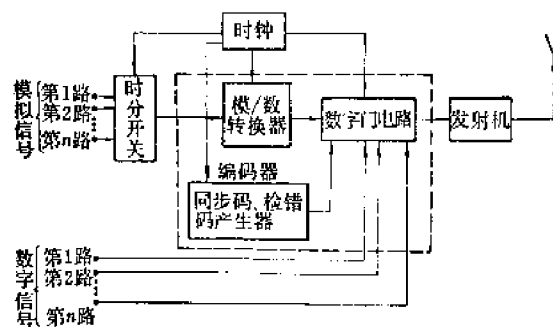 时钟
模拟信号
第1路
第2路
第n路
时分开关
模/数
转换器
数字门电路
发射机
编码器
同步码、检错
码产生器
数字信号
第1路
第2路
第n路